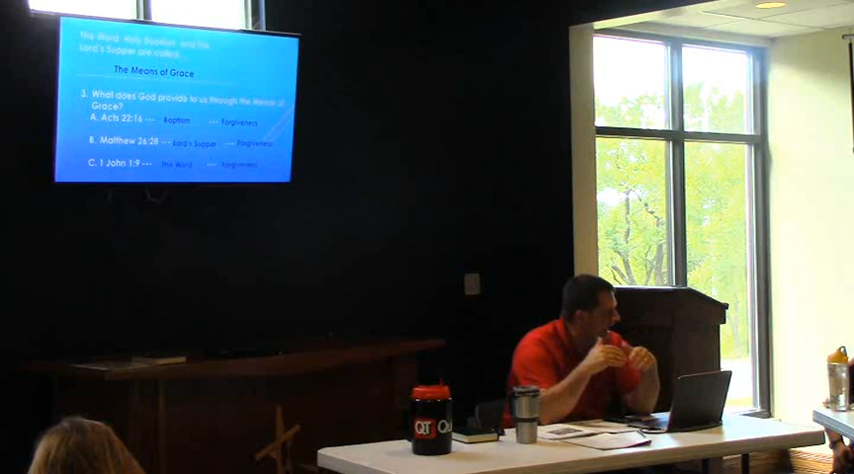 The Word, Holy Baptism and the
Lord's Supper are called...
The Means of Grace
3. What does God provide to us through the Means of
Grace?
A. Acts 22:16 --- Baptism --- Forgiveness
B. Matthew 26:28 --- Lord's Supper --- Forgiveness
C. 1 John 1:9 --- The Word --- Forgiveness
QT Qu